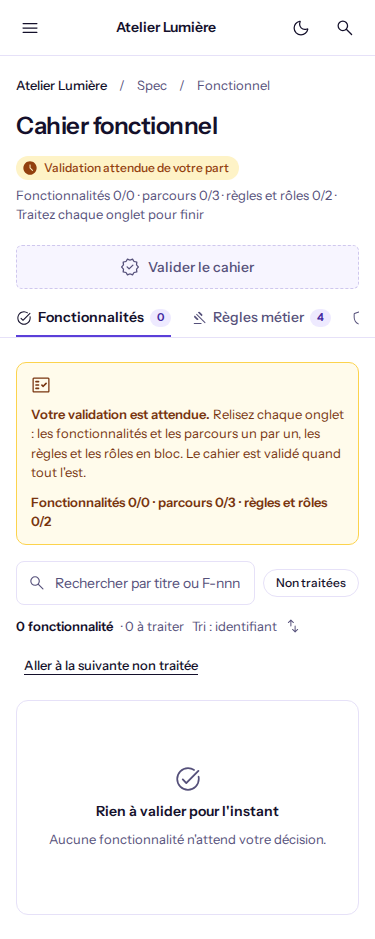 Atelier Lumière
Atelier Lumière / Spec / Fonctionnel
Cahier fonctionnel
Validation attendue de votre part
Fonctionnalités 0/0 · parcours 0/3 · règles et rôles 0/2 ·
Traitez chaque onglet pour finir
Valider le cahier
Fonctionnalités 0 Règles métier 4
Votre validation est attendue. Relisez chaque onglet
: les fonctionnalités et les parcours un par un, les
règles et les rôles en bloc. Le cahier est validé quand
tout l'est.
Fonctionnalités 0/0 · parcours 0/3 · règles et rôles
0/2
Rechercher par titre ou F-nnn Non traitées
0 fonctionnalité · 0 à traiter Tri : identifiant
Aller à la suivante non traitée
Rien à valider pour l'instant
Aucune fonctionnalité n'attend votre décision.